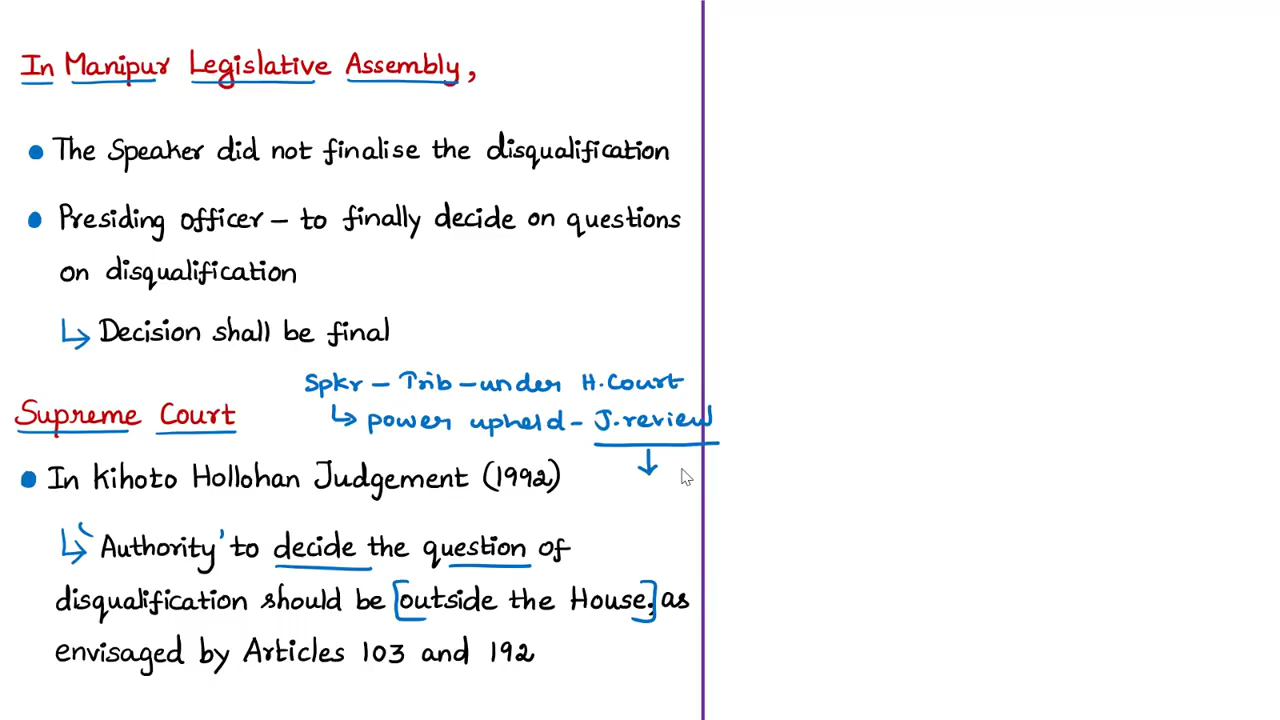 In Manipur Legislative Assembly,
The Speaker did not finalise the disqualification
Presiding officer – to finally decide on questions
on disqualification
↳ Decision shall be final
Spkr – Trib – under H. Court
↳ power upheld – J. review
Supreme Court
In Kihoto Hollohan Judgement (1992)
↳ 'Authority' to decide the question of
disqualification should be [outside the House,] as
envisaged by Articles 103 and 192